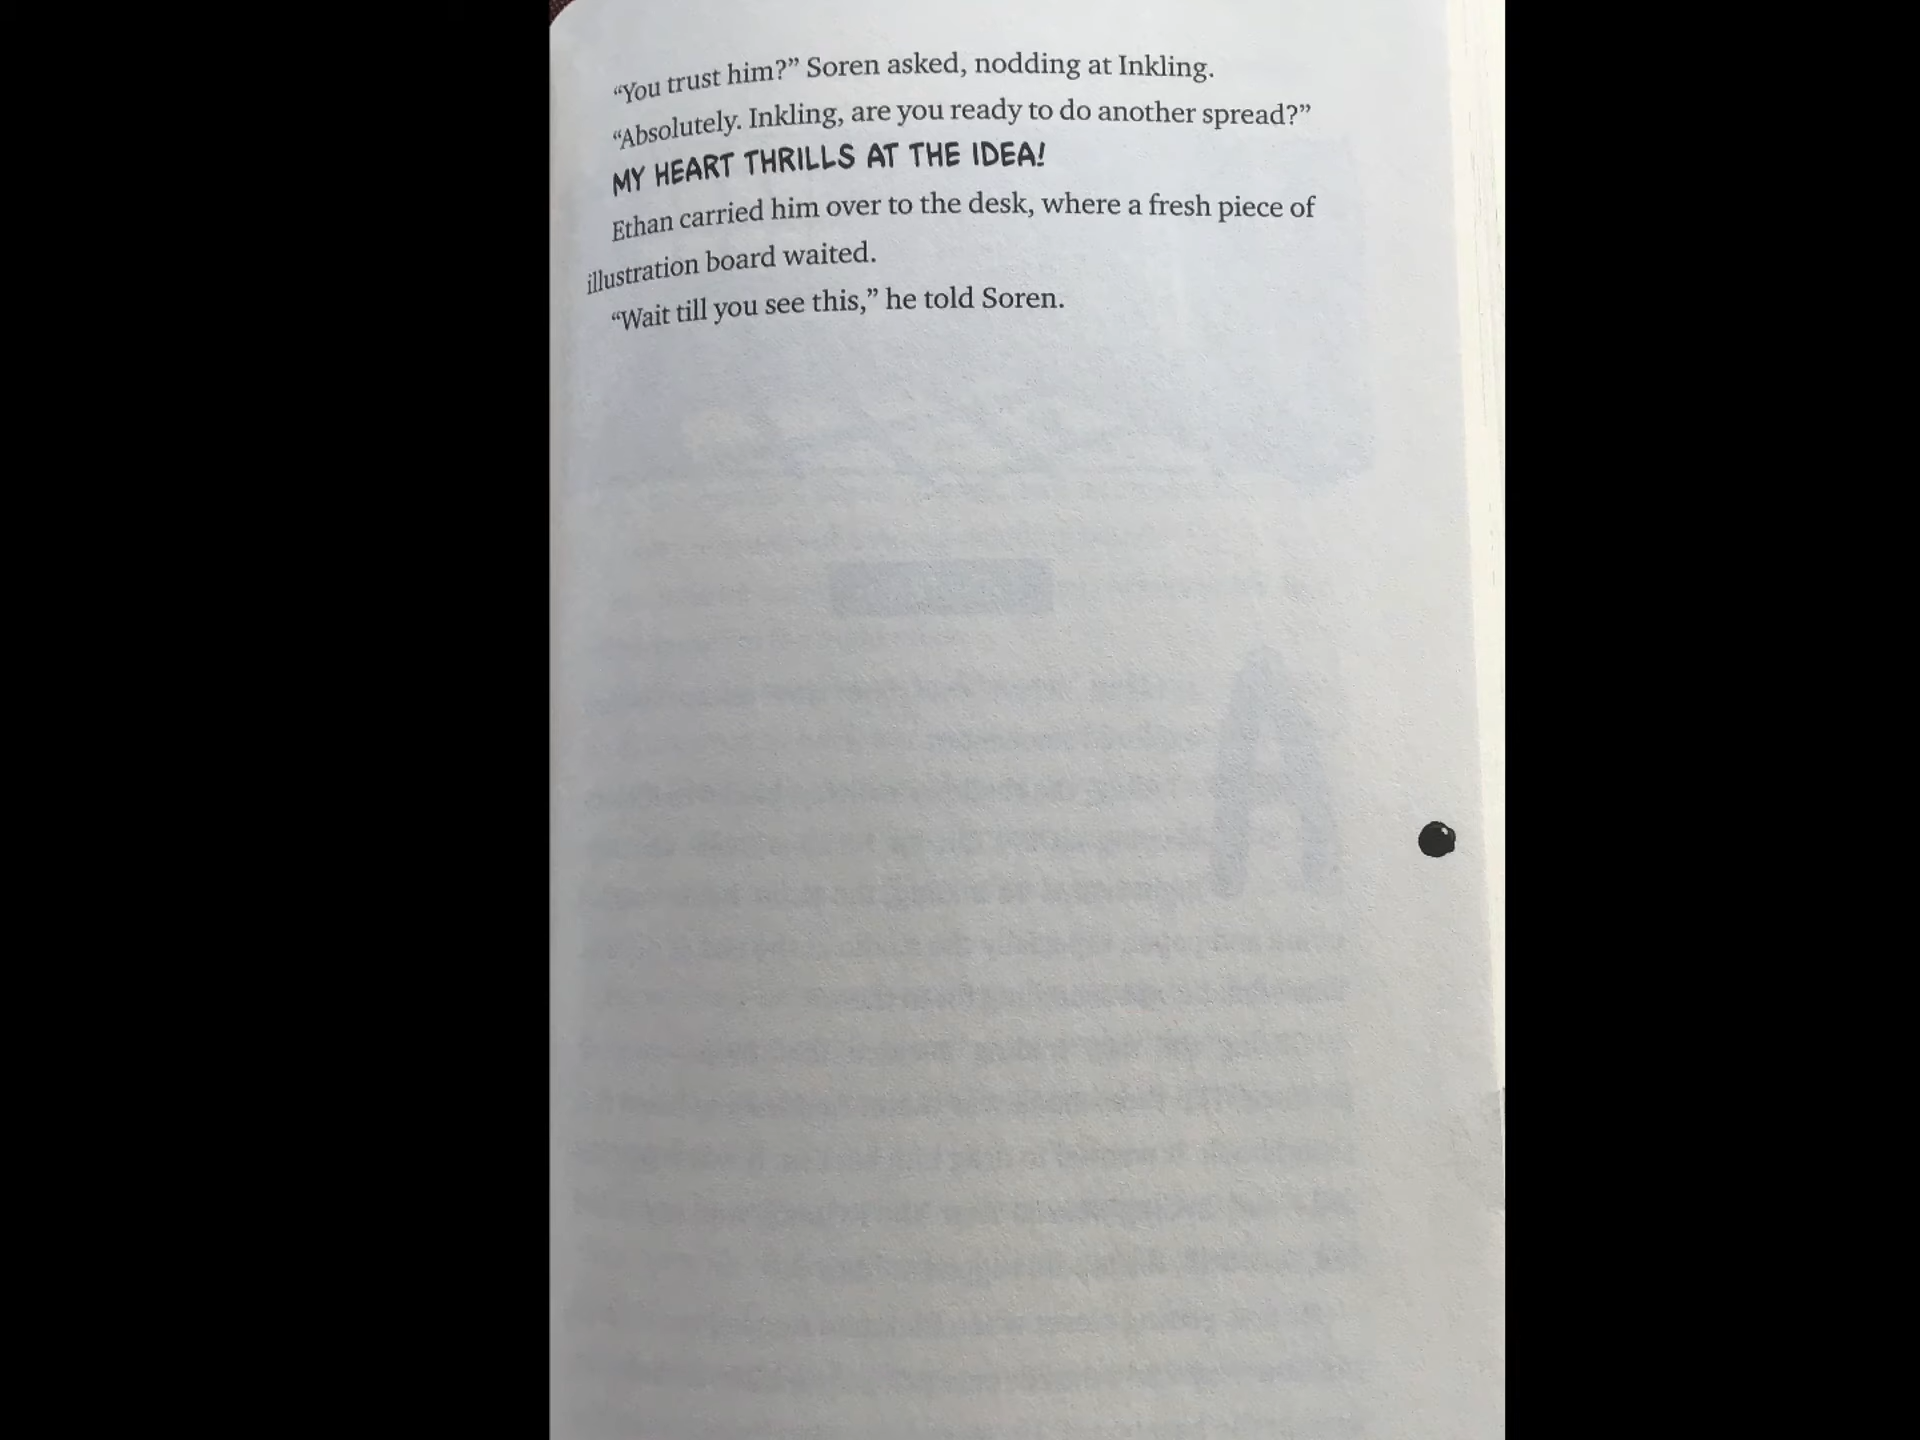 “You trust him?” Soren asked, nodding at Inkling.
“Absolutely. Inkling, are you ready to do another spread?”
MY HEART THRILLS AT THE IDEA!
Ethan carried him over to the desk, where a fresh piece of
illustration board waited.
“Wait till you see this,” he told Soren.